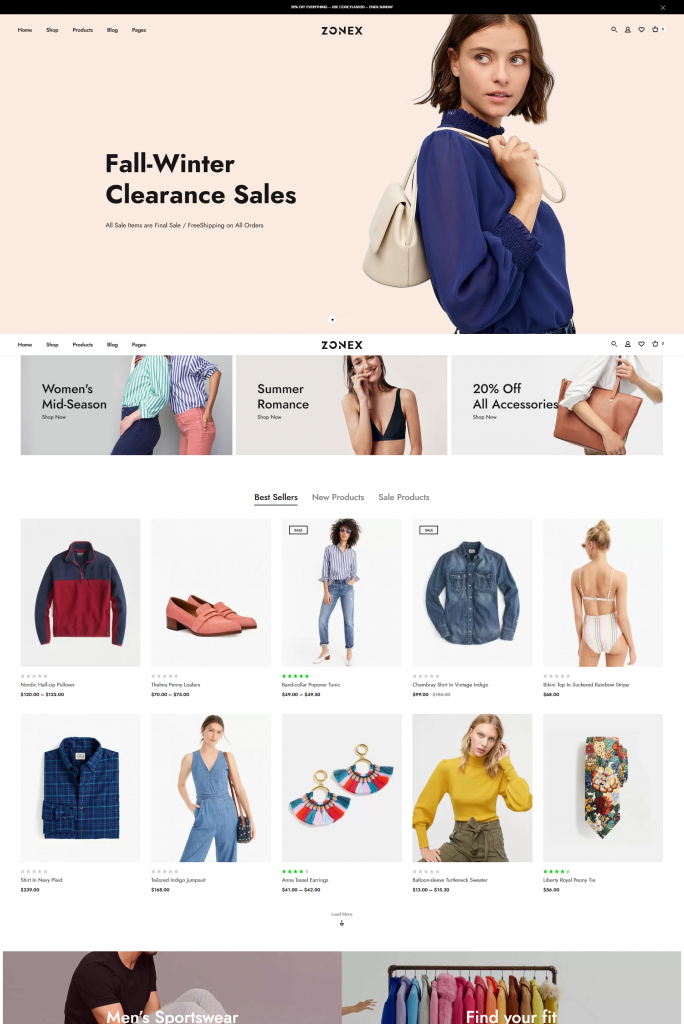 20% OFF EVERYTHING – USE CODE:FLASH20 – ENDS SUNDAY
Home Shop Products Blog Pages
ZONEX
0
Fall-Winter
Clearance Sales
All Sale Items are Final Sale / FreeShipping on All Orders
Home Shop Products Blog Pages
ZONEX
0
Women's
Mid-Season
Shop Now
Summer
Romance
Shop Now
20% Off
All Accessories
Shop Now
Best Sellers New Products Sale Products
SALE
SALE
Nordic Half-zip Pullover
$120.00 – $125.00
Thelma Penny Loafers
$70.00 – $75.00
Band-collar Popover Tunic
$49.00 – $49.50
Chambray Shirt In Vintage Indigo
$99.00
Bikini Top In Suckered Rainbow Stripe
$68.00
Shirt In Navy Plaid
$239.00
Tailored Indigo Jumpsuit
$168.00
Anna Tassel Earrings
$41.00 – $42.00
Balloon-sleeve Turtleneck Sweater
$13.00 – $15.30
Liberty Royal Peony Tie
$56.00
Load More
Men's Sportswear
Find your fit